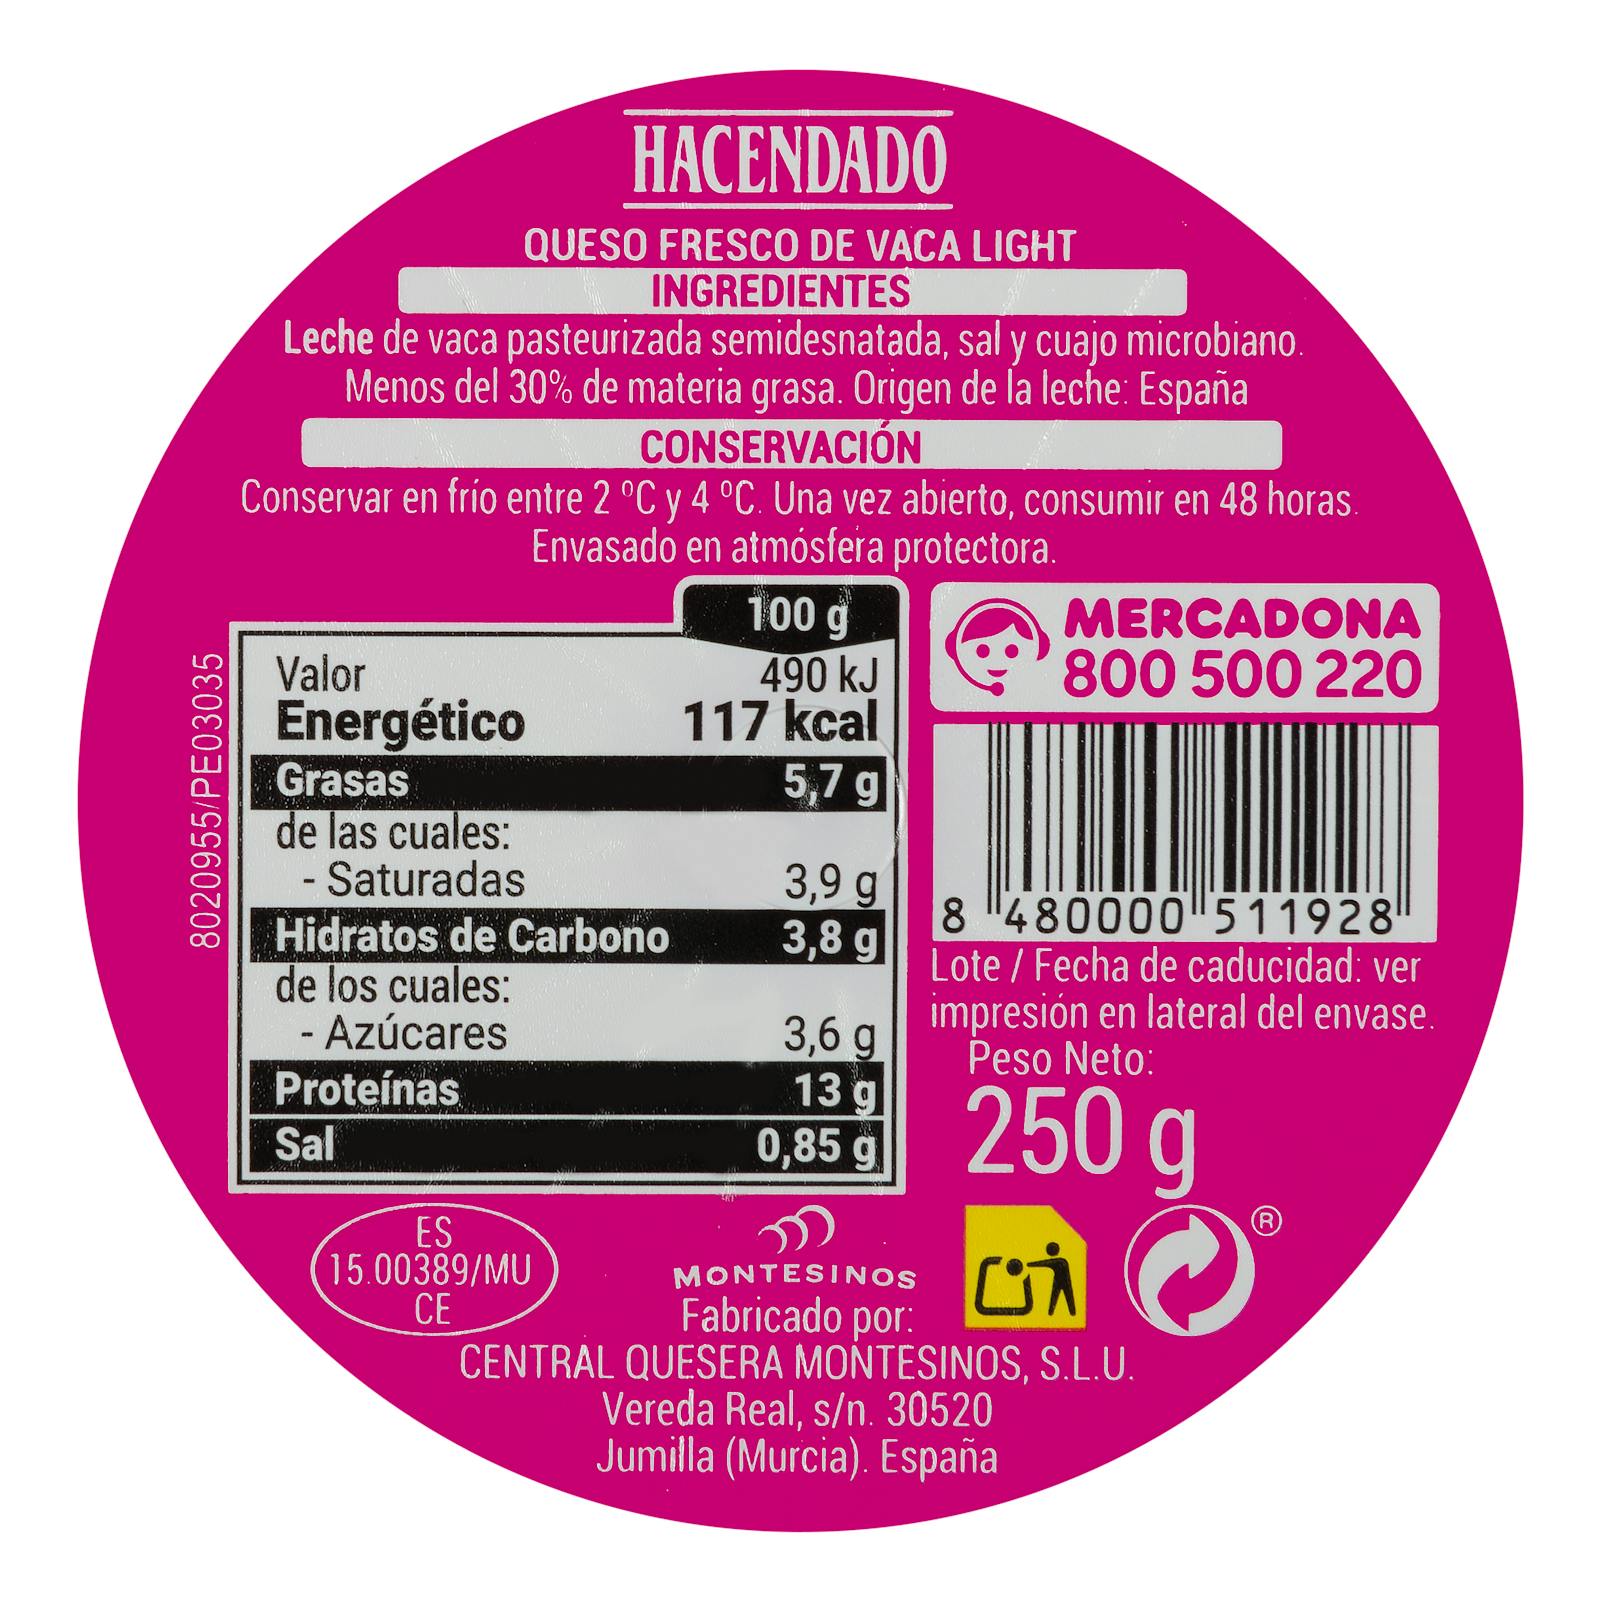 HACENDADO
QUESO FRESCO DE VACA LIGHT
INGREDIENTES
Leche de vaca pasteurizada semidesnatada, sal y cuajo microbiano.
Menos del 30% de materia grasa. Origen de la leche: España
CONSERVACIÓN
Conservar en frío entre 2 ºC y 4 ºC. Una vez abierto, consumir en 48 horas.
Envasado en atmósfera protectora.
8020955/PE03035
100 g
Valor 490 kJ
Energético 117 kcal
Grasas 5,7 g
de las cuales:
- Saturadas 3,9 g
Hidratos de Carbono 3,8 g
de los cuales:
- Azúcares 3,6 g
Proteínas 13 g
Sal 0,85 g
MERCADONA
800 500 220
8 480000 511928
Lote / Fecha de caducidad: ver
impresión en lateral del envase.
Peso Neto:
250 g
ES
15.00389/MU
CE
MONTESINOS
®
Fabricado por:
CENTRAL QUESERA MONTESINOS, S.L.U.
Vereda Real, s/n. 30520
Jumilla (Murcia). España